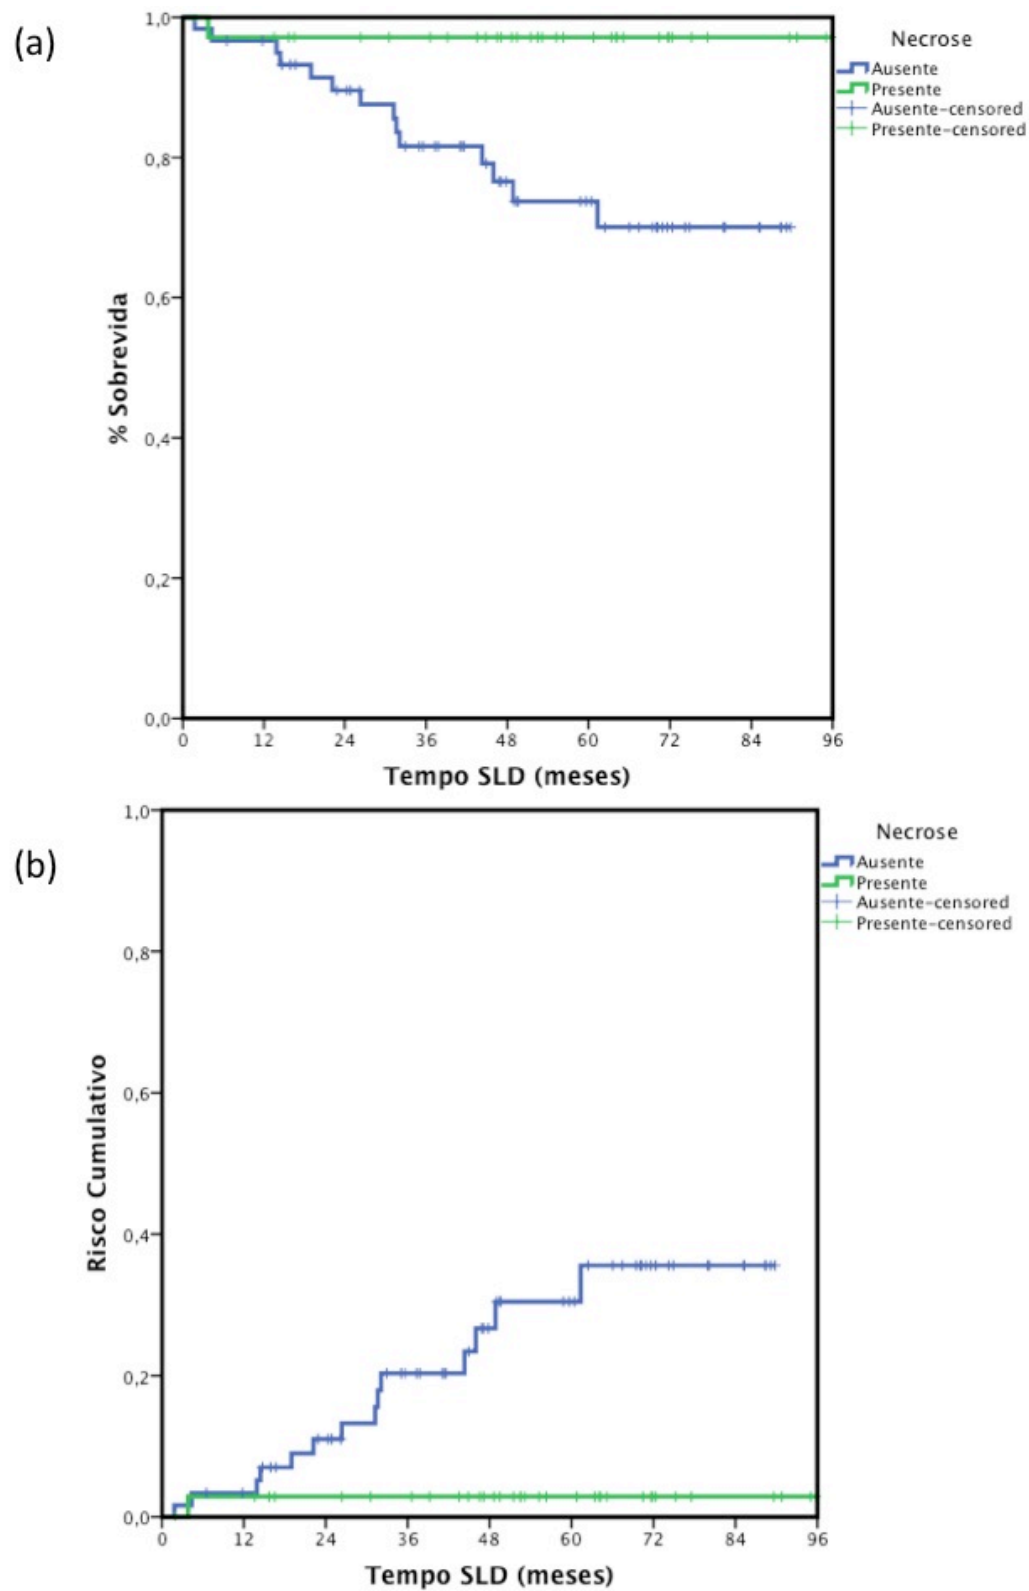 (a)
1,0
0,8
0,6
0,4
0,2
0,0
% Sobrevida
0 12 24 36 48 60 72 84 96
Tempo SLD (meses)
Necrose
Ausente
Presente
Ausente-censored
Presente-censored
(b)
1,0
0,8
0,6
0,4
0,2
0,0
Risco Cumulativo
0 12 24 36 48 60 72 84 96
Tempo SLD (meses)
Necrose
Ausente
Presente
Ausente-censored
Presente-censored